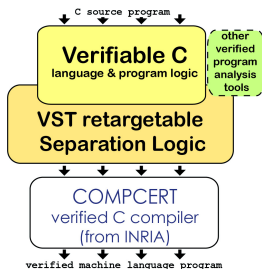 C source program
Verifiable C
language & program logic
other
verified
program
analysis
tools
VST retargetable
Separation Logic
COMPCERT
verified C compiler
(from INRIA)
verified machine language program